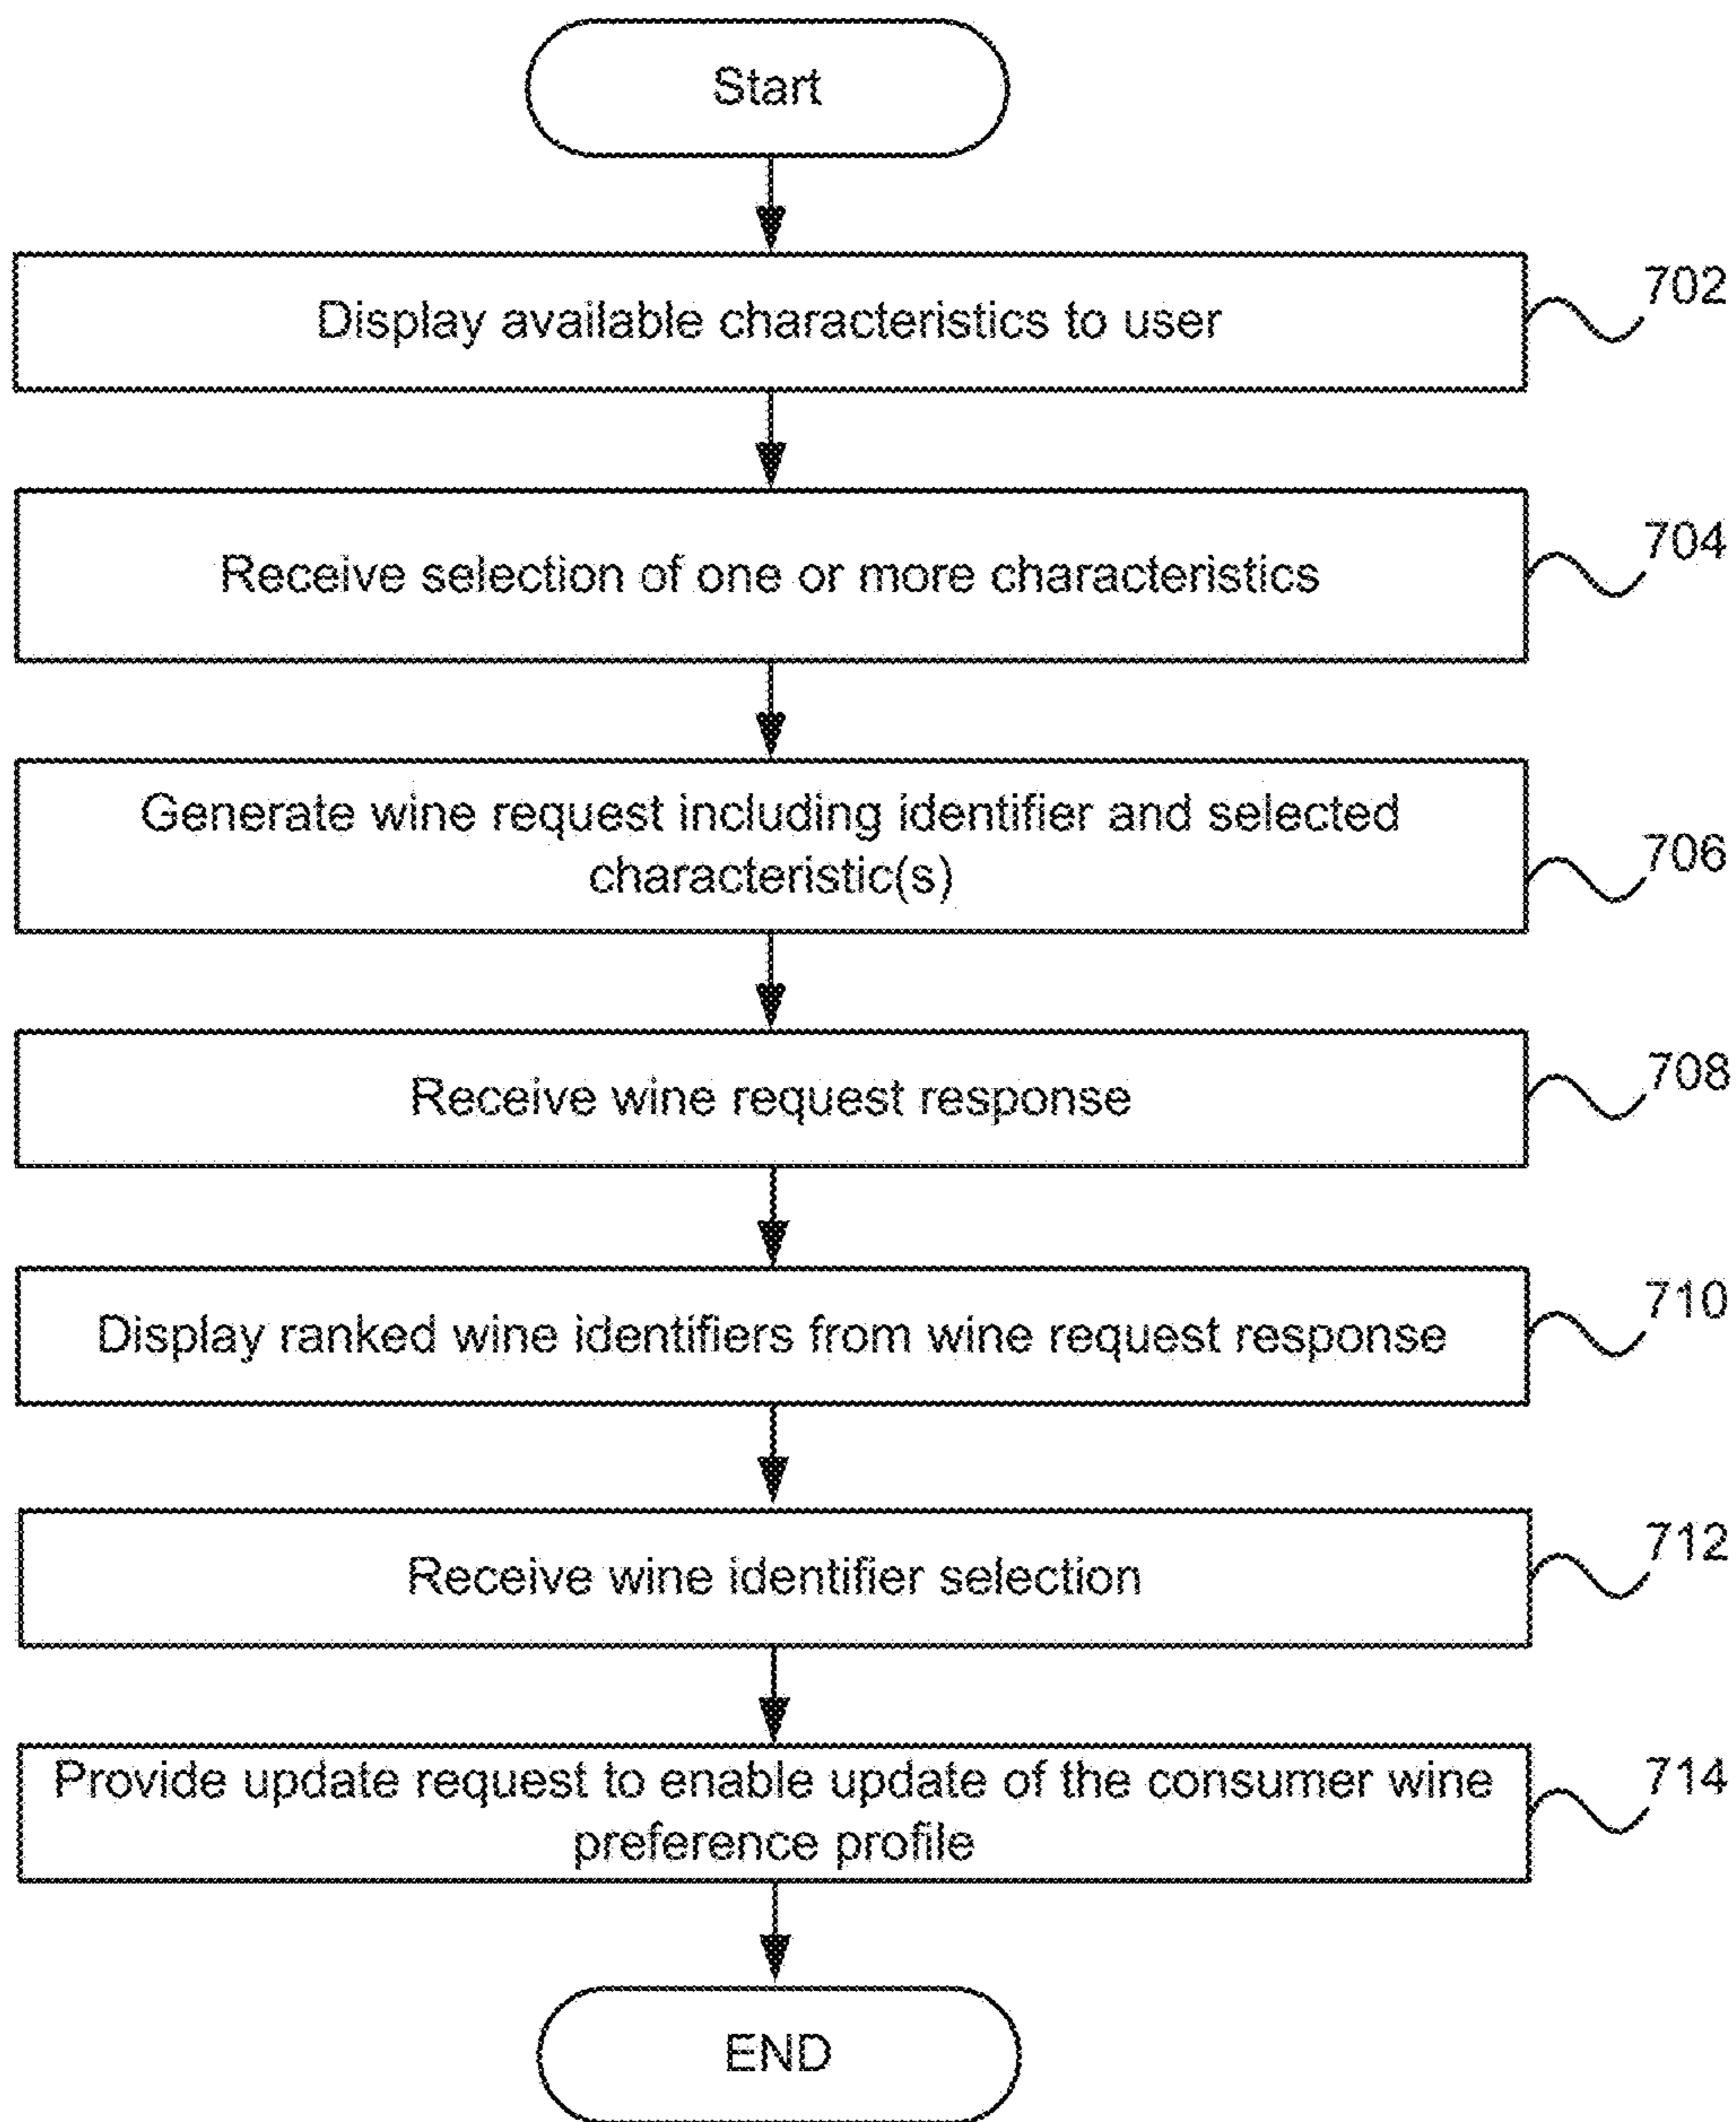 Start
Display available characteristics to user
702
Receive selection of one or more characteristics
704
Generate wine request including identifier and selected
characteristic(s)
706
Receive wine request response
708
Display ranked wine identifiers from wine request response
710
Receive wine identifier selection
712
Provide update request to enable update of the consumer wine
preference profile
714
END